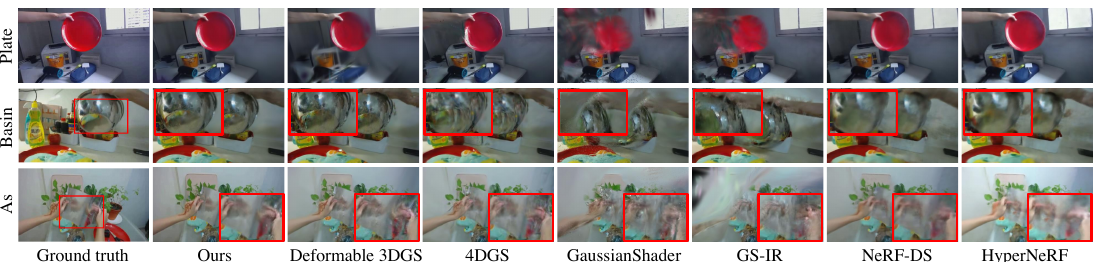 Plate
Basin
As
Ground truth
Ours
Deformable 3DGS
4DGS
GaussianShader
GS-IR
NeRF-DS
HyperNeRF